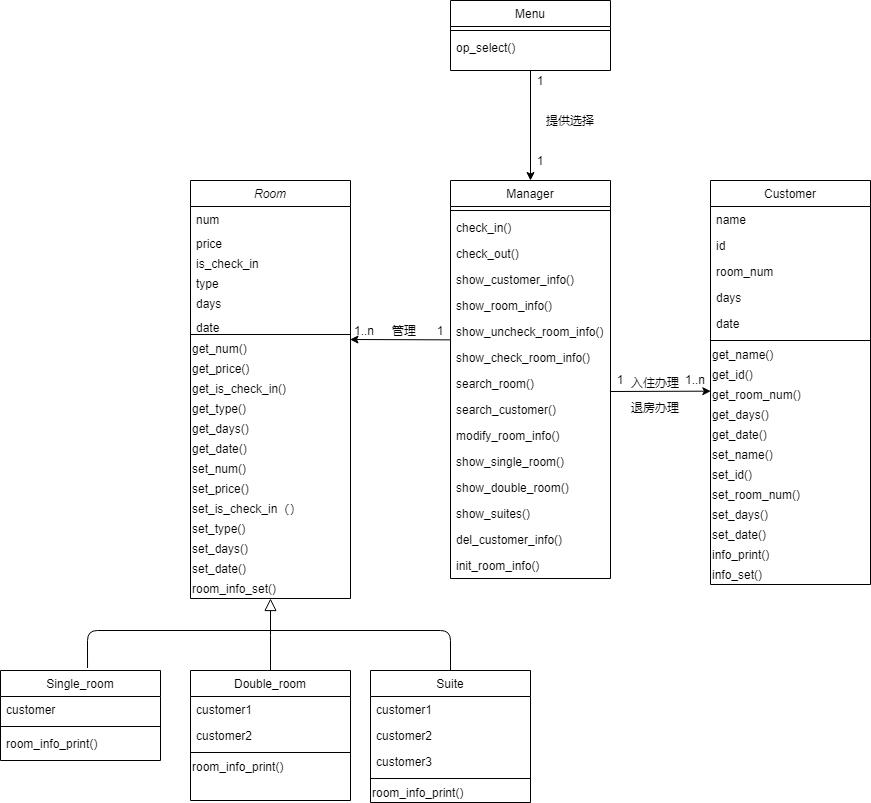 Menu
op_select()
1
提供选择
1
Room
num
price
is_check_in
type
days
date
get_num()
get_price()
get_is_check_in()
get_type()
get_days()
get_date()
set_num()
set_price()
set_is_check_in（）
set_type()
set_days()
set_date()
room_info_set()
1..n 管理 1
Manager
check_in()
check_out()
show_customer_info()
show_room_info()
show_uncheck_room_info()
show_check_room_info()
search_room()
search_customer()
modify_room_info()
show_single_room()
show_double_room()
show_suites()
del_customer_info()
init_room_info()
1 入住办理 1..n
退房办理
Customer
name
id
room_num
days
date
get_name()
get_id()
get_room_num()
get_days()
get_date()
set_name()
set_id()
set_room_num()
set_days()
set_date()
info_print()
info_set()
Single_room
customer
room_info_print()
Double_room
customer1
customer2
room_info_print()
Suite
customer1
customer2
customer3
room_info_print()